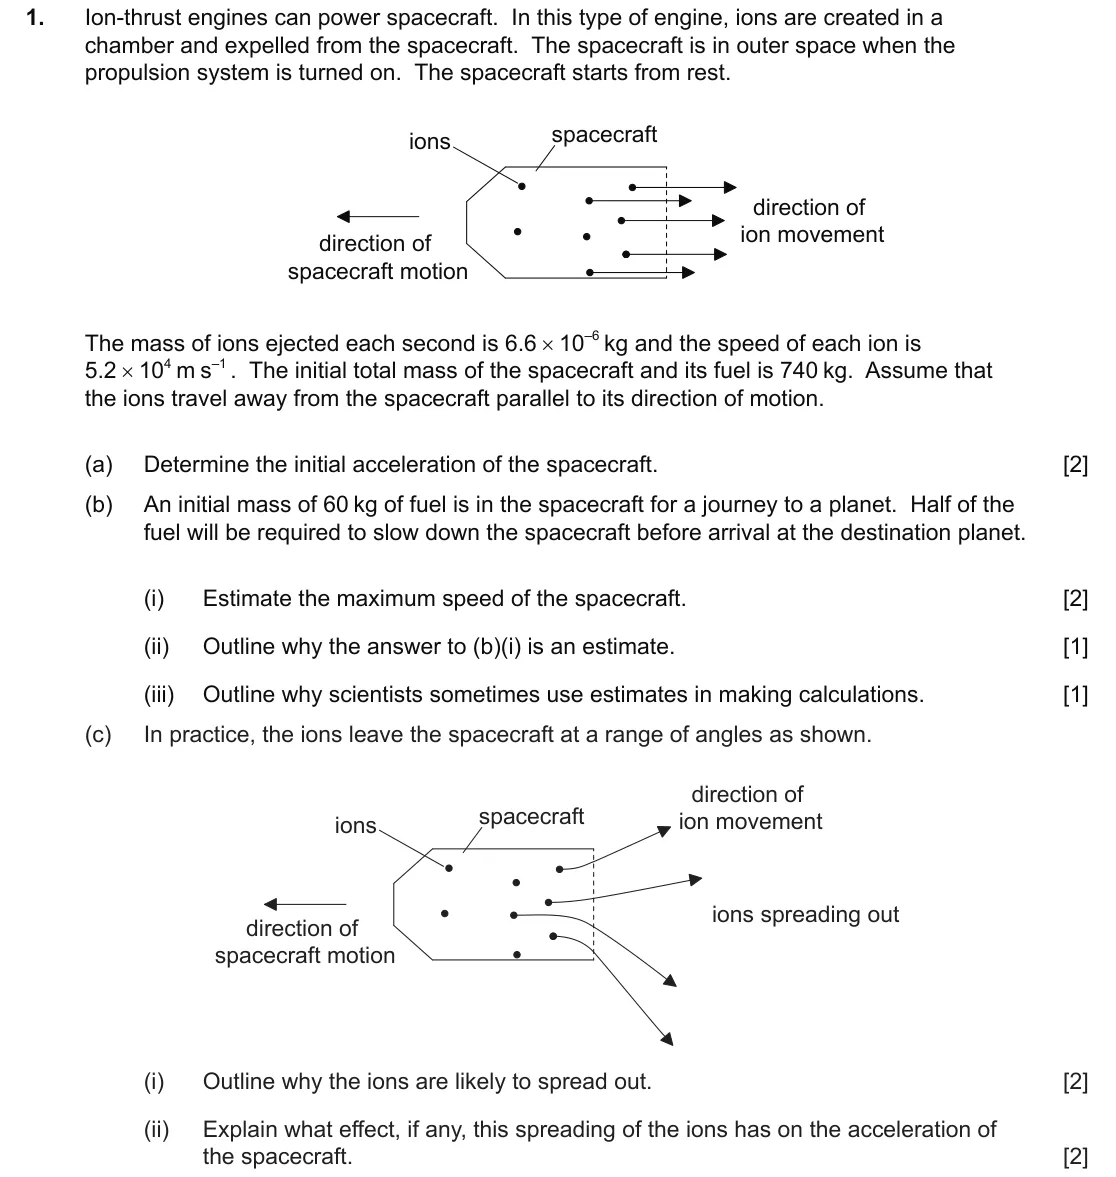 1. Ion-thrust engines can power spacecraft. In this type of engine, ions are created in a
chamber and expelled from the spacecraft. The spacecraft is in outer space when the
propulsion system is turned on. The spacecraft starts from rest.
ions
spacecraft
direction of
ion movement
direction of
spacecraft motion
The mass of ions ejected each second is 6.6 × 10⁻⁶ kg and the speed of each ion is
5.2 × 10⁴ m s⁻¹. The initial total mass of the spacecraft and its fuel is 740 kg. Assume that
the ions travel away from the spacecraft parallel to its direction of motion.
(a) Determine the initial acceleration of the spacecraft. [2]
(b) An initial mass of 60 kg of fuel is in the spacecraft for a journey to a planet. Half of the
fuel will be required to slow down the spacecraft before arrival at the destination planet.
(i) Estimate the maximum speed of the spacecraft. [2]
(ii) Outline why the answer to (b)(i) is an estimate. [1]
(iii) Outline why scientists sometimes use estimates in making calculations. [1]
(c) In practice, the ions leave the spacecraft at a range of angles as shown.
ions
spacecraft
direction of
ion movement
ions spreading out
direction of
spacecraft motion
(i) Outline why the ions are likely to spread out. [2]
(ii) Explain what effect, if any, this spreading of the ions has on the acceleration of
the spacecraft. [2]